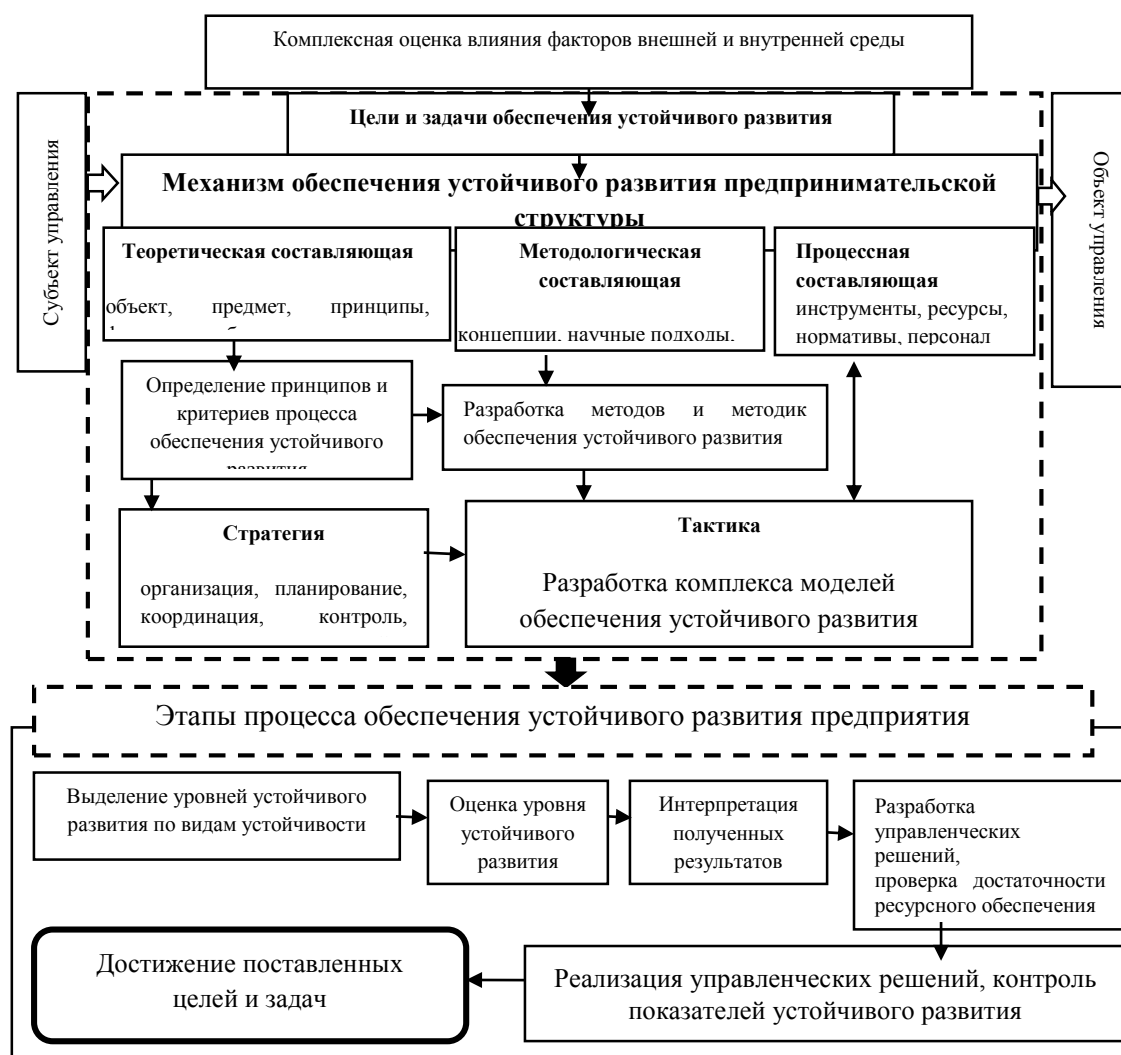 Комплексная оценка влияния факторов внешней и внутренней среды
Цели и задачи обеспечения устойчивого развития
Субъект управления
Механизм обеспечения устойчивого развития предпринимательской
структуры
Объект управления
Теоретическая составляющая
объект, предмет, принципы,
Методологическая
составляющая
концепции, научные подходы,
Процессная
составляющая
инструменты, ресурсы,
нормативы, персонал
Определение принципов и
критериев процесса
обеспечения устойчивого
развития
Разработка методов и методик
обеспечения устойчивого развития
Стратегия
организация, планирование,
координация, контроль,
Тактика
Разработка комплекса моделей
обеспечения устойчивого развития
Этапы процесса обеспечения устойчивого развития предприятия
Выделение уровней устойчивого
развития по видам устойчивости
Оценка уровня
устойчивого
развития
Интерпретация
полученных
результатов
Разработка
управленческих
решений,
проверка достаточности
ресурсного обеспечения
Достижение поставленных
целей и задач
Реализация управленческих решений, контроль
показателей устойчивого развития